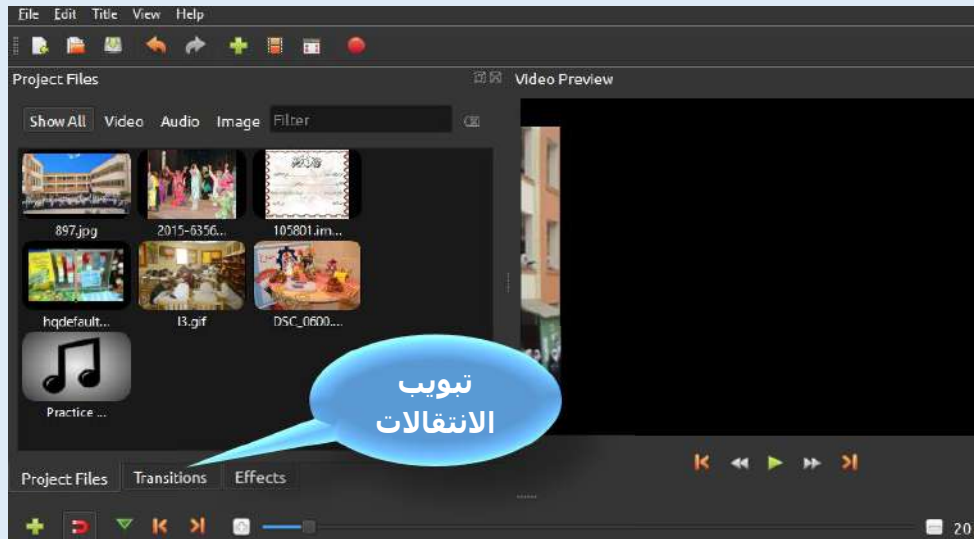 File Edit Title View Help
Project Files
Video Preview
Show All Video Audio Image Filter
897.jpg 2015-6356... 105801.im...
hqdefault... l3.gif DSC_0600....
Practice ...
تبويب
الانتقالات
Project Files Transitions Effects
20